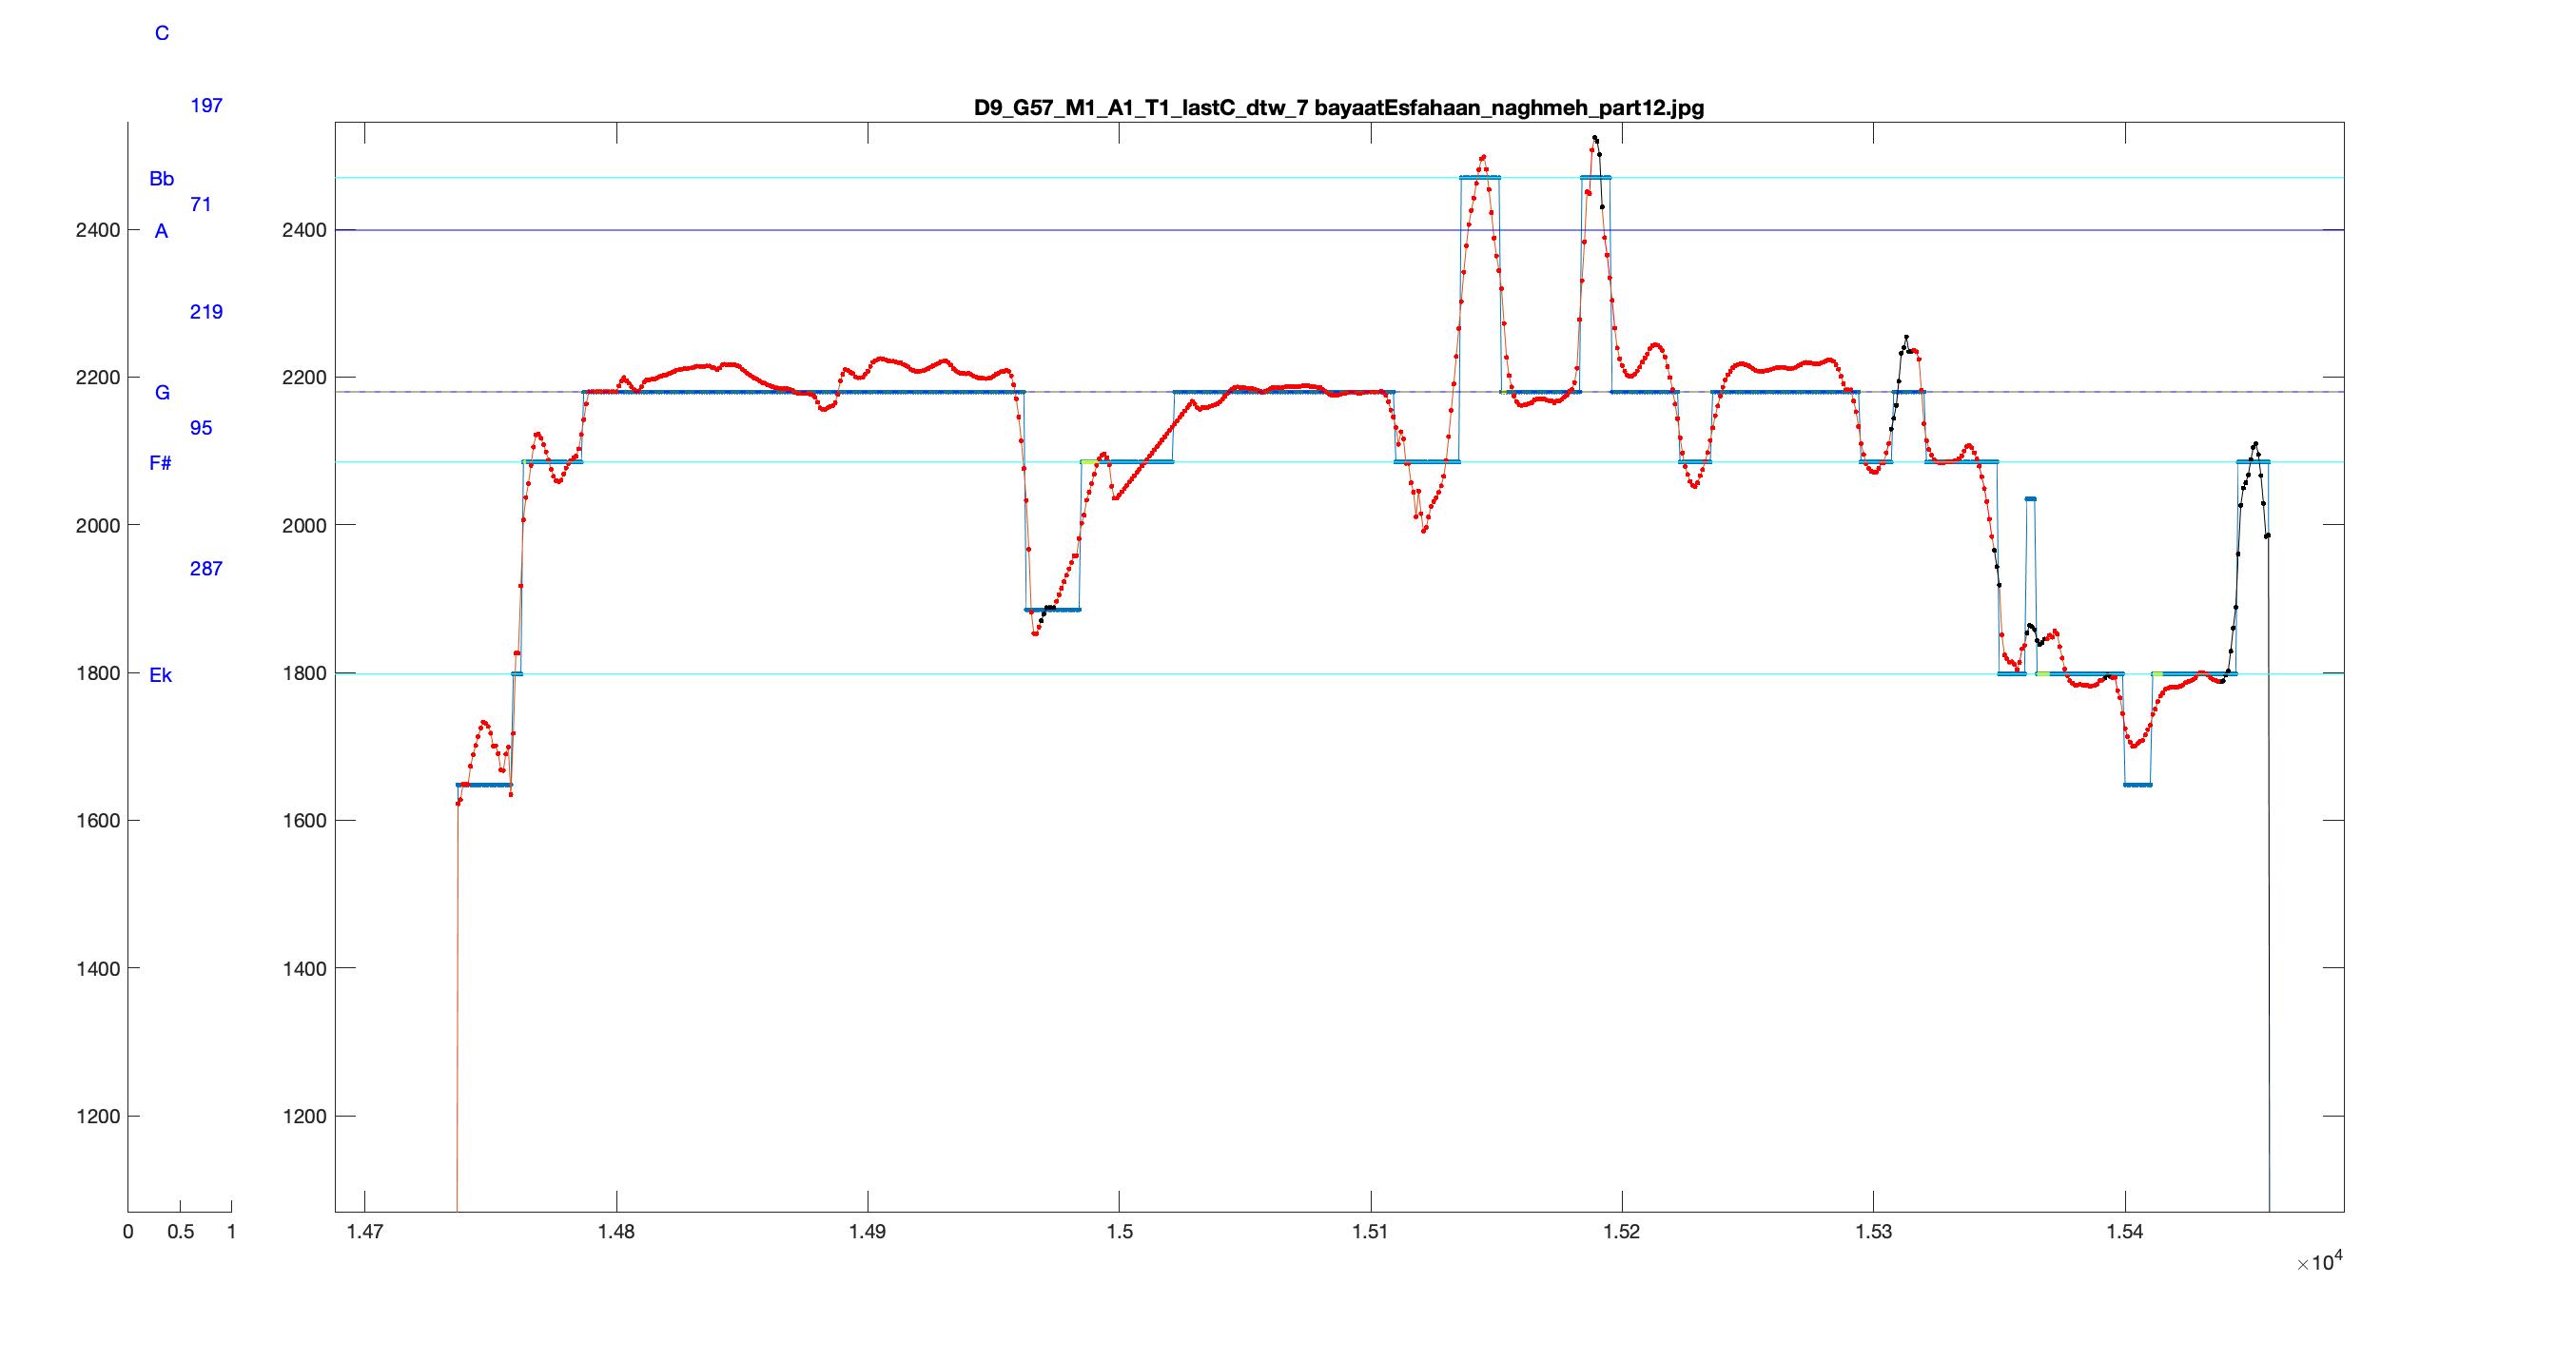 C
197
D9_G57_M1_A1_T1_lastC_dtw_7 bayaatEsfahaan_naghmeh_part12.jpg
Bb
71
2400 A 2400
219
2200 2200
G
95
F#
2000 2000
287
1800 Ek 1800
1600 1600
1400 1400
1200 1200
0 0.5 1 1.47 1.48 1.49 1.5 1.51 1.52 1.53 1.54
×10⁴